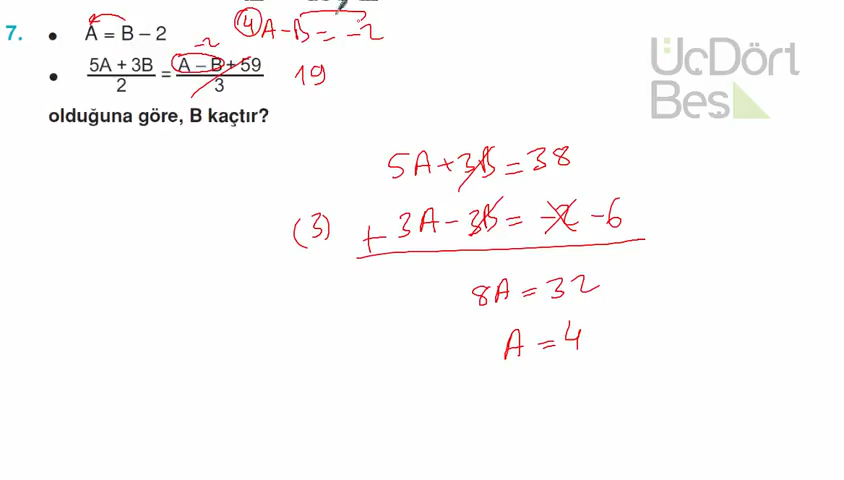 7. • A = B – 2
④ A – B = –2
• 5A + 3B / 2 = A – B + 59 / 3
–2
19
olduğuna göre, B kaçtır?
ÜçDört
Beş
5A + 3B = 38
(3) + 3A – 3B = –2 –6
8A = 32
A = 4